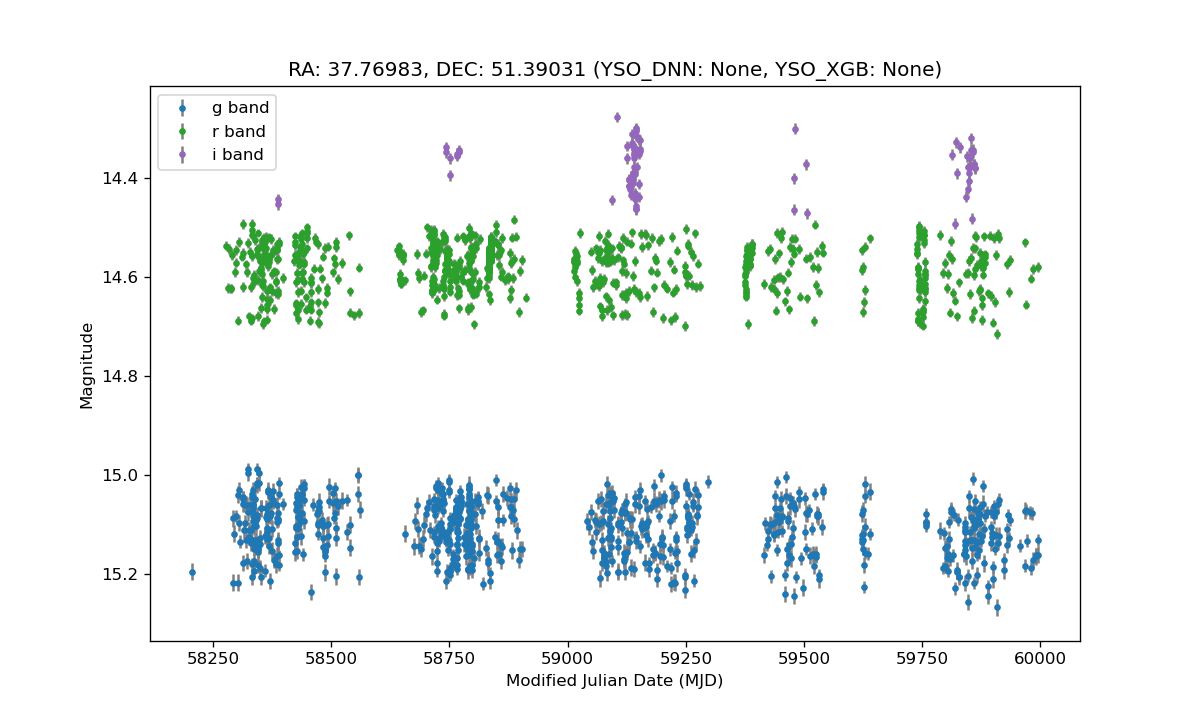 RA: 37.76983, DEC: 51.39031 (YSO_DNN: None, YSO_XGB: None)
g band
r band
i band
14.4
14.6
14.8
15.0
15.2
Magnitude
58250 58500 58750 59000 59250 59500 59750 60000
Modified Julian Date (MJD)